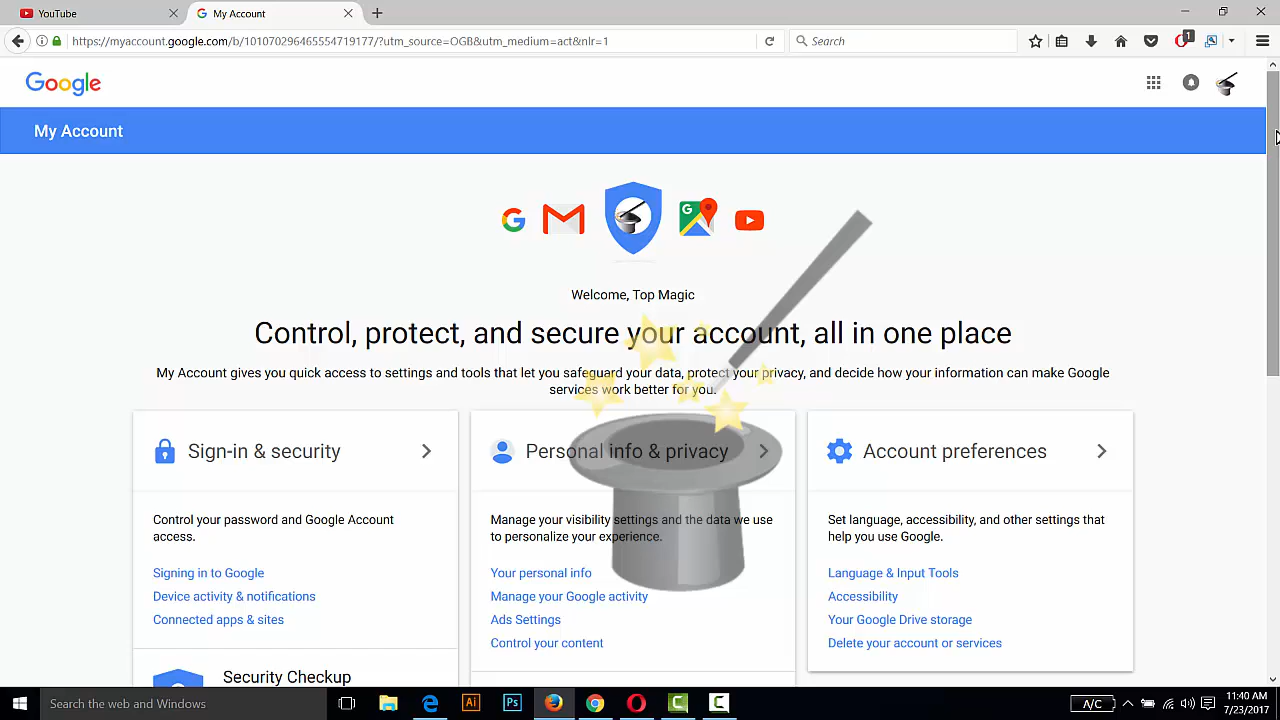 YouTube
My Account
https://myaccount.google.com/b/101070296465554719177/?utm_source=OGB&utm_medium=act&nlr=1
Search
1
Google
My Account
G
Welcome, Top Magic
Control, protect, and secure your account, all in one place
My Account gives you quick access to settings and tools that let you safeguard your data, protect your privacy, and decide how your information can make Google
services work better for you.
Sign-in & security
Control your password and Google Account
access.
Signing in to Google
Device activity & notifications
Connected apps & sites
Security Checkup
Personal info & privacy
Manage your visibility settings and the data we use
to personalize your experience.
Your personal info
Manage your Google activity
Ads Settings
Control your content
Account preferences
Set language, accessibility, and other settings that
help you use Google.
Language & Input Tools
Accessibility
Your Google Drive storage
Delete your account or services
Search the web and Windows
Ai
Ps
A/C
11:40 AM
7/23/2017